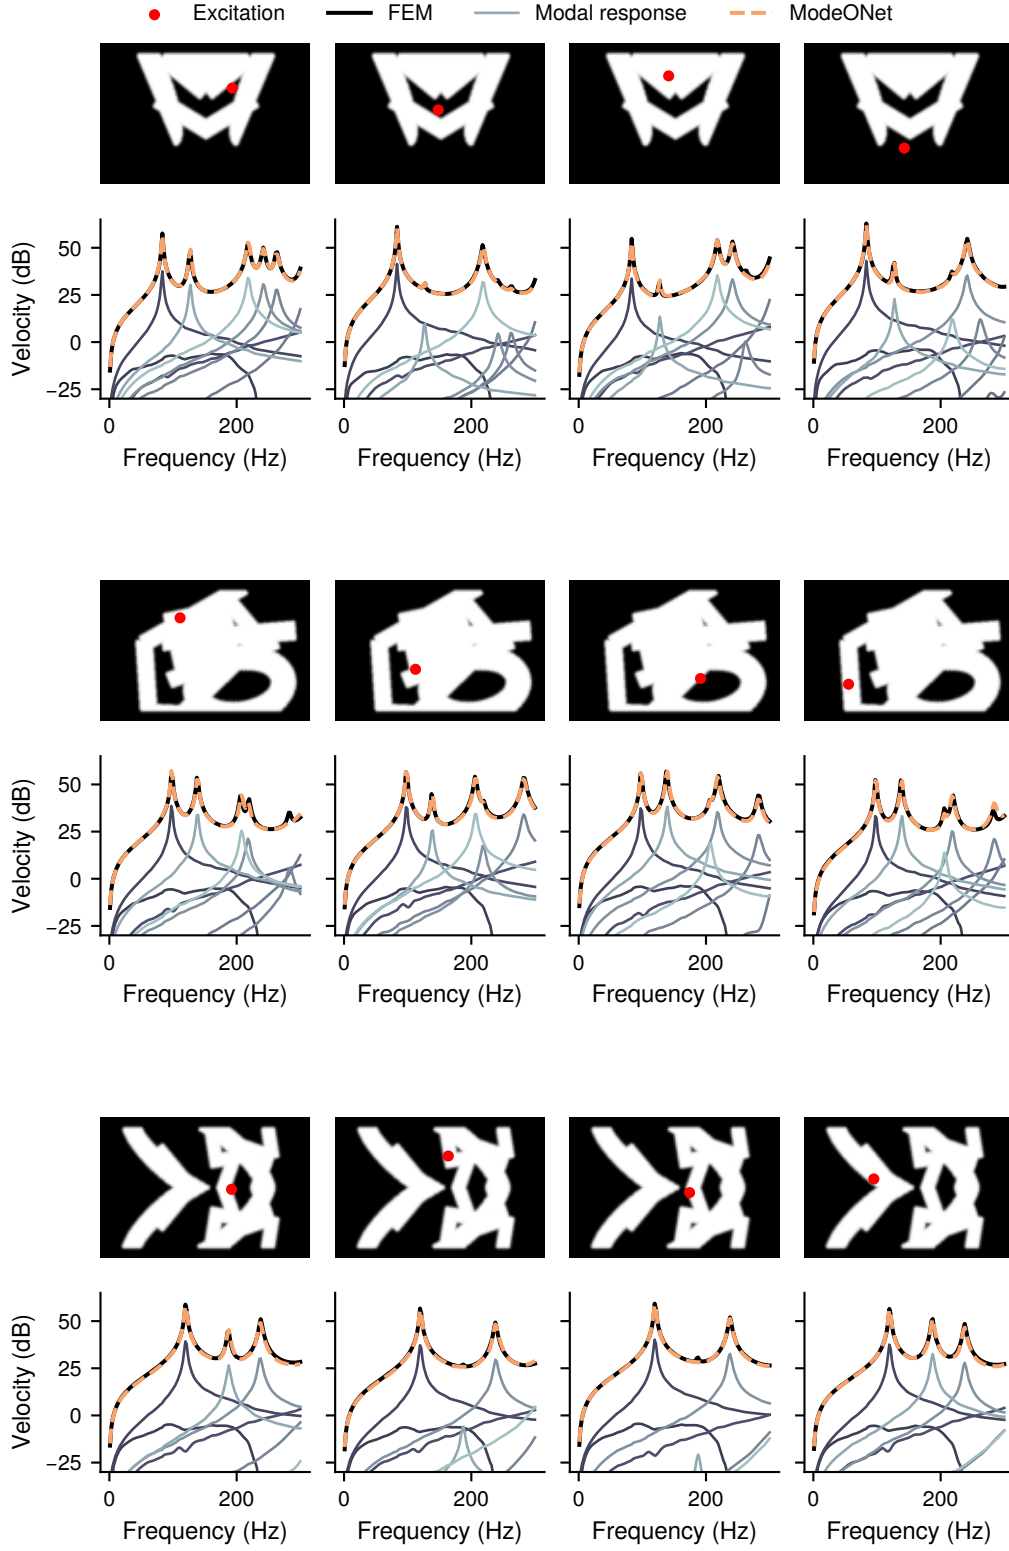 Excitation FEM Modal response ModeONet
50
25
0
−25
Velocity (dB)
0 200 0 200 0 200 0 200
Frequency (Hz) Frequency (Hz) Frequency (Hz) Frequency (Hz)
50
25
0
−25
Velocity (dB)
0 200 0 200 0 200 0 200
Frequency (Hz) Frequency (Hz) Frequency (Hz) Frequency (Hz)
50
25
0
−25
Velocity (dB)
0 200 0 200 0 200 0 200
Frequency (Hz) Frequency (Hz) Frequency (Hz) Frequency (Hz)